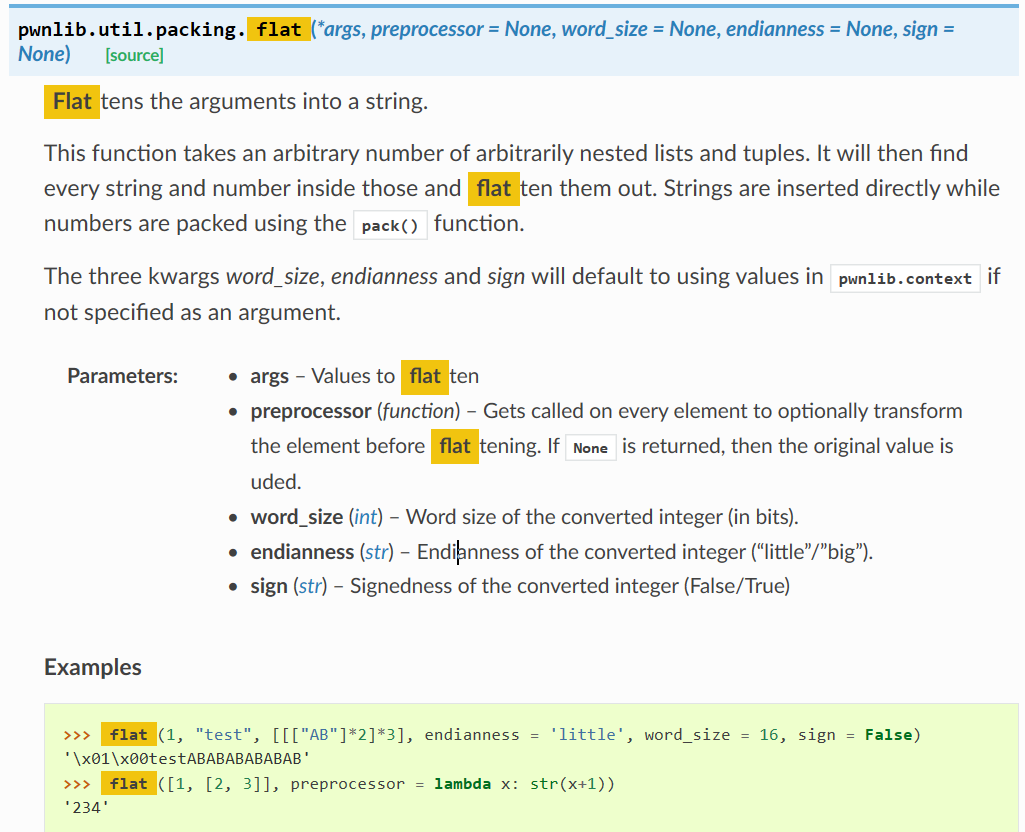 pwnlib.util.packing.flat(*args, preprocessor = None, word_size = None, endianness = None, sign =
None) [source]
Flattens the arguments into a string.
This function takes an arbitrary number of arbitrarily nested lists and tuples. It will then find
every string and number inside those and flatten them out. Strings are inserted directly while
numbers are packed using the pack() function.
The three kwargs word_size, endianness and sign will default to using values in pwnlib.context if
not specified as an argument.
Parameters:
• args – Values to flatten
• preprocessor (function) – Gets called on every element to optionally transform
the element before flattening. If None is returned, then the original value is
uded.
• word_size (int) – Word size of the converted integer (in bits).
• endianness (str) – Endianness of the converted integer (“little”/”big”).
• sign (str) – Signedness of the converted integer (False/True)
Examples
>>> flat(1, "test", [[["AB"]*2]*3], endianness = 'little', word_size = 16, sign = False)
'\x01\x00testABABABABABAB'
>>> flat([1, [2, 3]], preprocessor = lambda x: str(x+1))
'234'